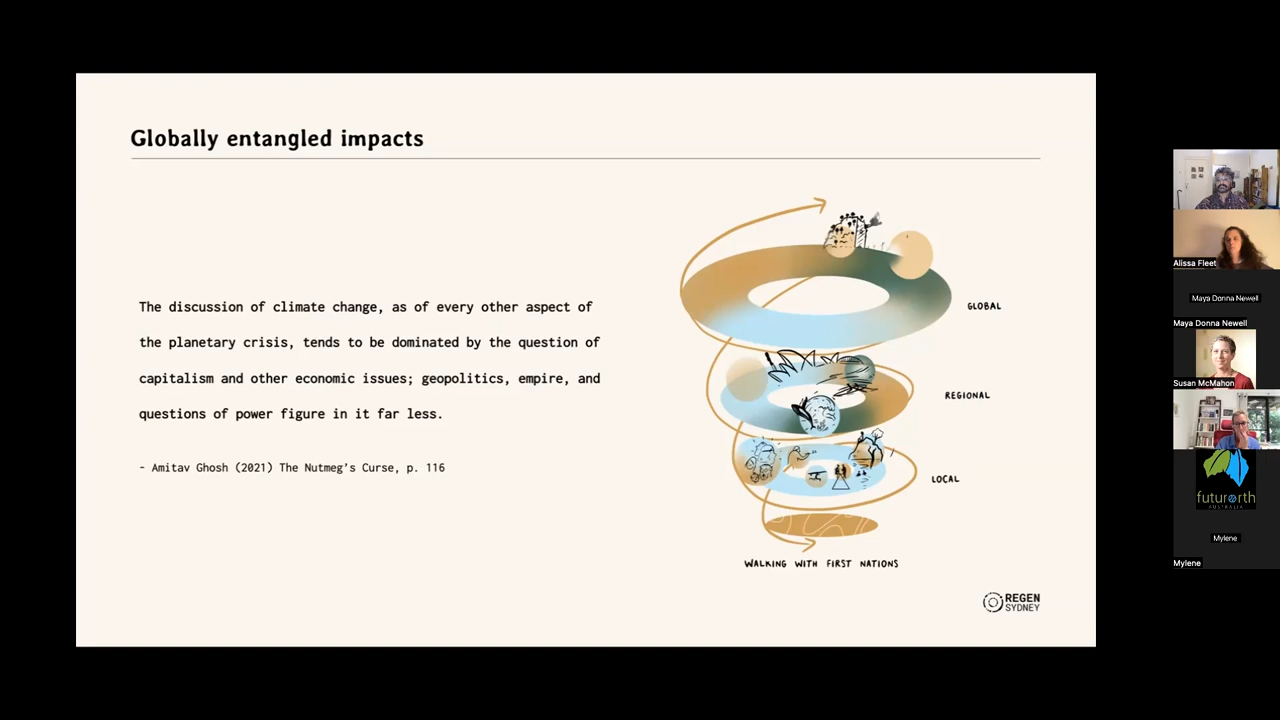 Globally entangled impacts
The discussion of climate change, as of every other aspect of
the planetary crisis, tends to be dominated by the question of
capitalism and other economic issues; geopolitics, empire, and
questions of power figure in it far less.
- Amitav Ghosh (2021) The Nutmeg's Curse, p. 116
GLOBAL
REGIONAL
LOCAL
WALKING WITH FIRST NATIONS
REGEN
SYDNEY
Alissa Fleet
Maya Donna Newell
Maya Donna Newell
Susan McMahon
futurorth
AUSTRALIA
Mylene
Mylene